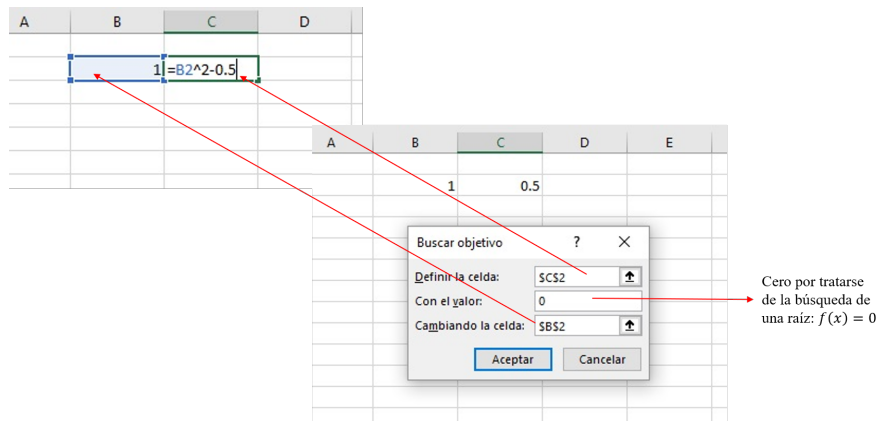 A B C D
1 =B2^2-0.5
A B C D E
1 0.5
Buscar objetivo ? X
Definir la celda: $C$2
Con el valor: 0
Cambiando la celda: $B$2
Aceptar Cancelar
Cero por tratarse
de la búsqueda de
una raíz: f(x) = 0